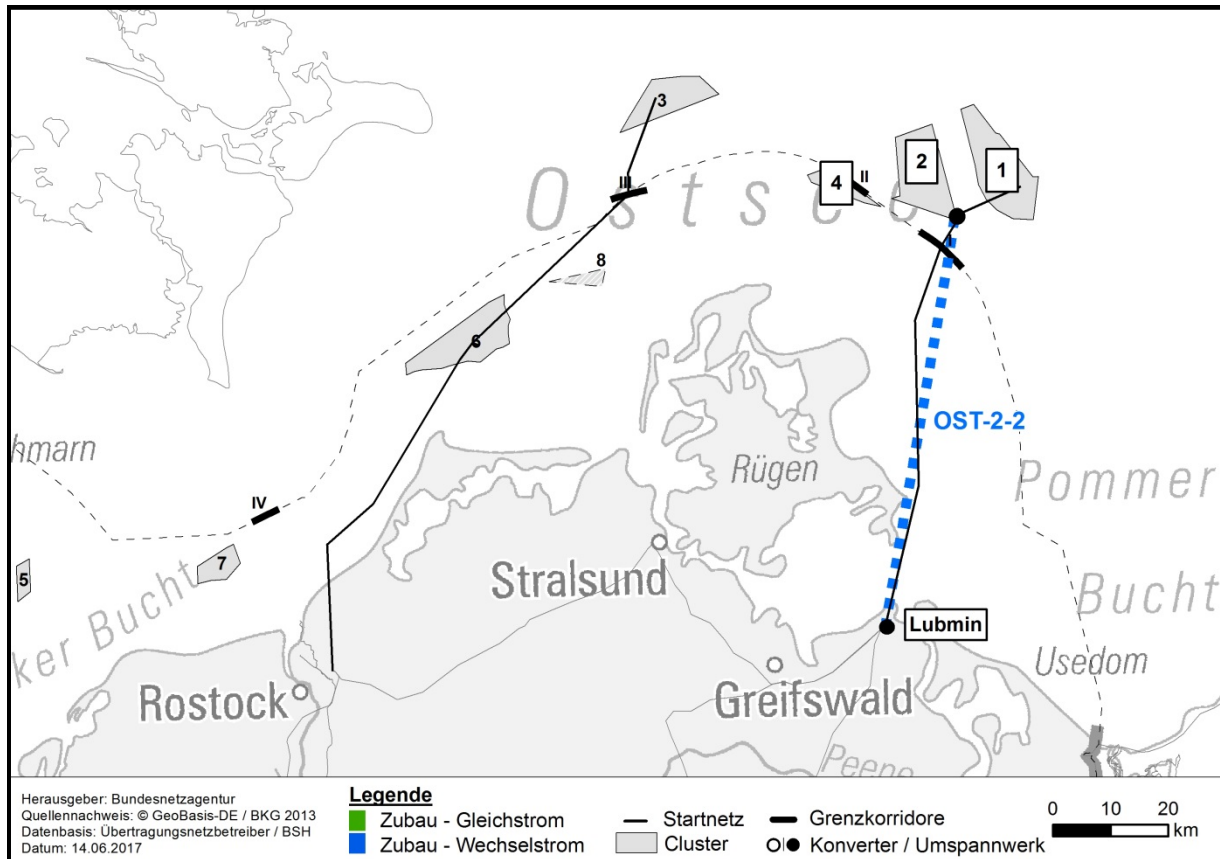 3
III
Ostsee
4
II
2
1
8
6
OST-2-2
hmarn
Rügen
Pommer
IV
7
5
Stralsund
Bucht
ker Bucht
Lubmin
Usedom
Rostock
Greifswald
Peene
Herausgeber: Bundesnetzagentur
Quellennachweis: © GeoBasis-DE / BKG 2013
Datenbasis: Übertragungsnetzbetreiber / BSH
Datum: 14.06.2017
Legende
Zubau - Gleichstrom
Zubau - Wechselstrom
Startnetz
Cluster
Grenzkorridore
Konverter / Umspannwerk
0 10 20
km